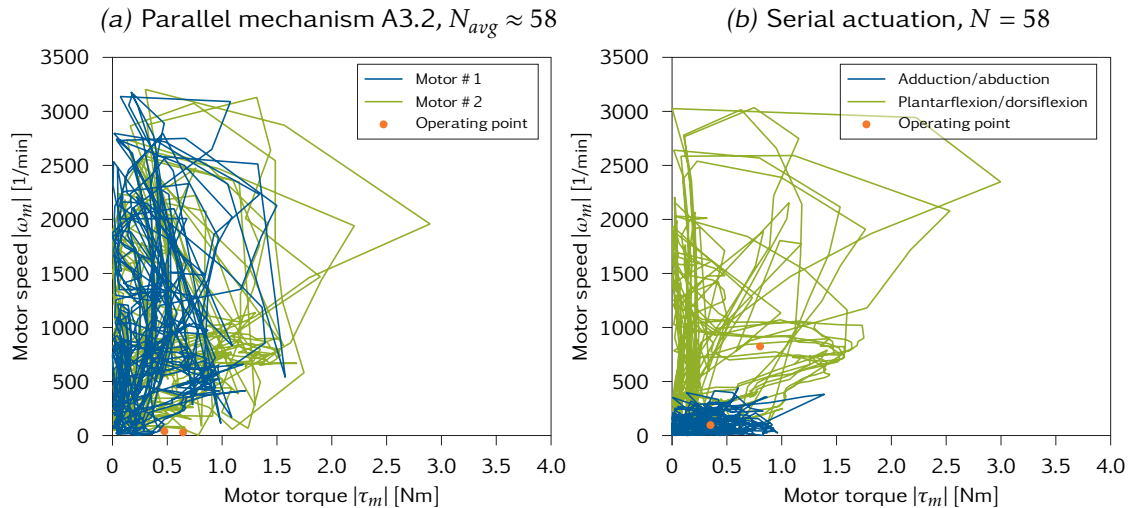 (a) Parallel mechanism A3.2, N_avg ≈ 58
3500
3000
2500
2000
1500
1000
500
0
Motor speed |ω_m| [1/min]
Motor # 1
Motor # 2
Operating point
0 0.5 1.0 1.5 2.0 2.5 3.0 3.5 4.0
Motor torque |τ_m| [Nm]
(b) Serial actuation, N = 58
3500
3000
2500
2000
1500
1000
500
0
Motor speed |ω_m| [1/min]
Adduction/abduction
Plantarflexion/dorsiflexion
Operating point
0 0.5 1.0 1.5 2.0 2.5 3.0 3.5 4.0
Motor torque |τ_m| [Nm]